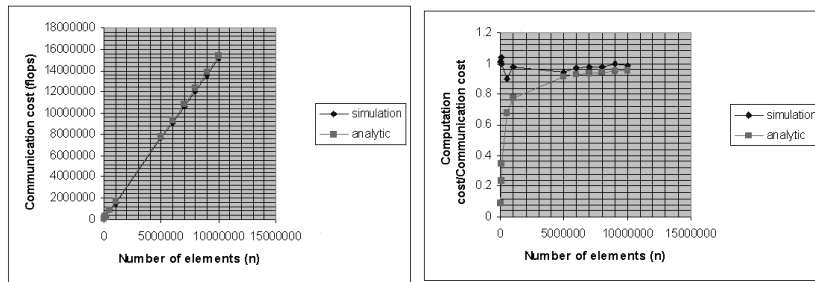 18000000
16000000
14000000
12000000
10000000
8000000
6000000
4000000
2000000
0
Communication cost (flops)
0 5000000 10000000 15000000
Number of elements (n)
simulation
analytic
1.2
1
0.8
0.6
0.4
0.2
0
Computation
cost/Communication cost
0 5000000 10000000 15000000
Number of elements (n)
simulation
analytic